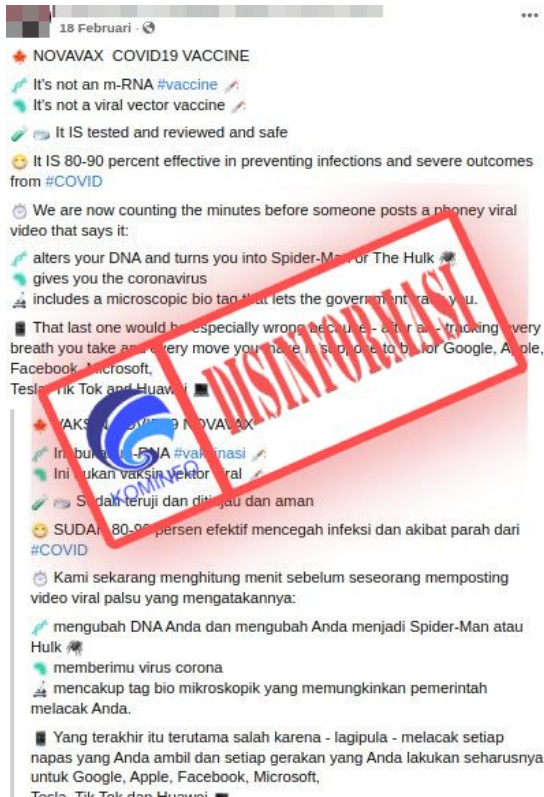 18 Februari ·
NOVAVAX COVID19 VACCINE
It's not an m-RNA #vaccine
It's not a viral vector vaccine
It IS tested and reviewed and safe
It IS 80-90 percent effective in preventing infections and severe outcomes
from #COVID
We are now counting the minutes before someone posts a phoney viral
video that says it:
alters your DNA and turns you into Spider-Man or The Hulk
gives you the coronavirus
includes a microscopic bio tag that lets the government track you.
That last one would be especially wrong because - after all - tracking every
breath you take and every move you make is suppose to be for Google, Apple,
Facebook, Microsoft,
Tesla, Tik Tok and Huawei
DISINFORMASI
KOMINFO
VAKSIN COVID19 NOVAVAX
Ini bukan m-RNA #vaksinasi
Ini bukan vaksin vektor viral
Sudah teruji dan ditinjau dan aman
SUDAH 80-90 persen efektif mencegah infeksi dan akibat parah dari
#COVID
Kami sekarang menghitung menit sebelum seseorang memposting
video viral palsu yang mengatakannya:
mengubah DNA Anda dan mengubah Anda menjadi Spider-Man atau
Hulk
memberimu virus corona
mencakup tag bio mikroskopik yang memungkinkan pemerintah
melacak Anda.
Yang terakhir itu terutama salah karena - lagipula - melacak setiap
napas yang Anda ambil dan setiap gerakan yang Anda lakukan seharusnya
untuk Google, Apple, Facebook, Microsoft,
Tesla, Tik Tok dan Huawei